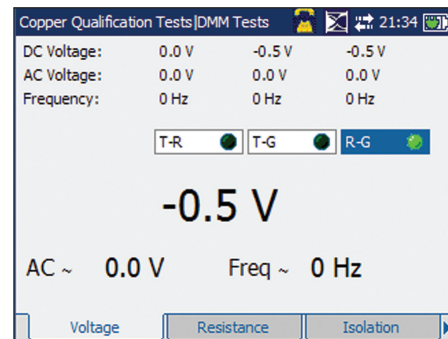 Copper Qualification Tests|DMM Tests 21:34
DC Voltage: 0.0 V -0.5 V -0.5 V
AC Voltage: 0.0 V 0.0 V 0.0 V
Frequency: 0 Hz 0 Hz 0 Hz
T-R T-G R-G
-0.5 V
AC ~ 0.0 V Freq ~ 0 Hz
Voltage Resistance Isolation